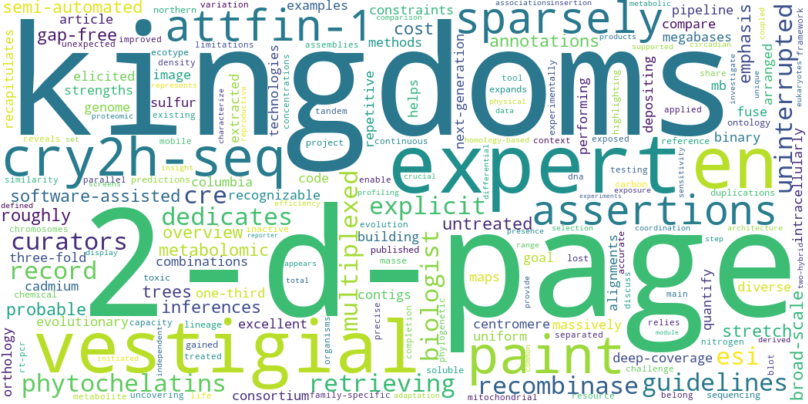 semi-automated
variation
northern
examples
constraints
comparison
associationsinsertion
metabolic
article
unexpected
improved
attfin-1
cost
sparsely
pipeline
products
coupled
gap-free
limitations
methods
annotations
compare
supported
circadian
recapitulates
ecotype
assemblies
megabases
emphasis
framework
elicited
density
image
kingdoms
strengths
represents
genome
sulfur
existing
characterize
extracted
reproductive
technologies
concentrations
repetitive
tandem
helps
next-generation
experimentally
tool
expands
physical
data
performing
highlighting
depositing
share
mb
applied
arranged
investigate
unique
eukaryotes
fuse
ontology
uninterrupted
reveals
set
proteomic
mobile
project
continuous
homology-based
context
exposed
reference
binary
cry2h-seq
insight
enable
expert
en
similarity
parallel
predictions
columbia
code
crucial
profiling
differential
dna
testing
carbon
exposure
sensitivity
duplications
intracellularly
defined
screens
software-assisted
cre
recognizable
multiplexed
explicit
assertions
efficiency
experiments
roughly
chromosomes
dedicates
evolution
untreated
presence
selection
coordination
step
architecture
curators
display
overview
inactive
reporter
building
published
range
goal
lost
accurate
two-hybrid
three-fold
toxic
metabolomic
masse
biologist
provide
alignments
discuss
main
quantify
diverse
record
cadmium
combinations
appears
total
maps
chemical
trees
one-third
contigs
precise
phylogenetic
relies
module
probable
inferences
2-d-page
evolutionary
capacity
lineage
excellent
organisms
completion
centromere
massively
nitrogen
derived
stretch
broad-scale
orthology
initiated
gained
uniform
separated
vestigial
independently
treated
soluble
paint
deep-coverage
esi
rt-pcr
challenge
blot
phytochelatins
retrieving
recombinase
guidelines
metabolite
uncovering
life
consortium
family-specific
adaptation
mitochondrial
resource
belong
sequencing